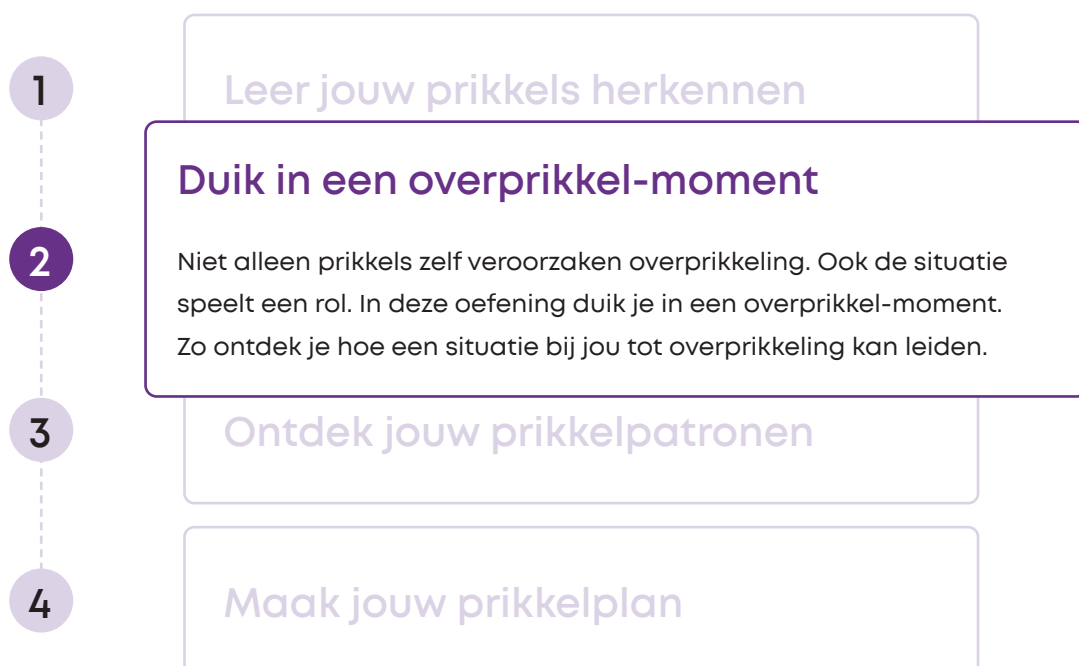 1
Leer jouw prikkels herkennen
2
Duik in een overprikkel-moment
Niet alleen prikkels zelf veroorzaken overprikkeling. Ook de situatie
speelt een rol. In deze oefening duik je in een overprikkel-moment.
Zo ontdek je hoe een situatie bij jou tot overprikkeling kan leiden.
3
Ontdek jouw prikkelpatronen
4
Maak jouw prikkelplan